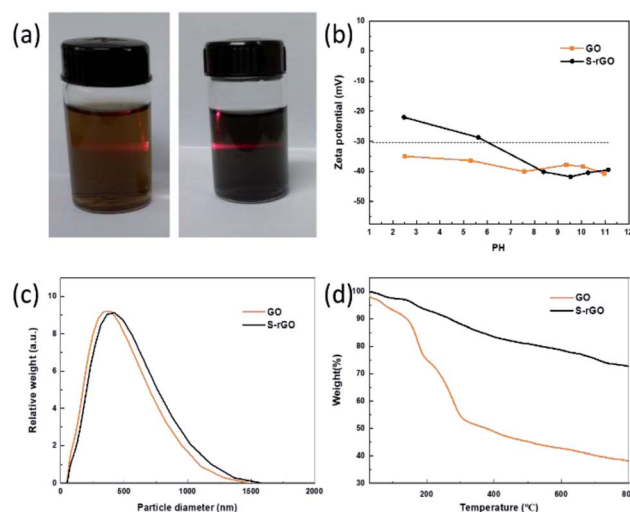 (a)
(b)
GO
S-rGO
Zeta potential (mV)
10
0
-10
-20
-30
-40
-50
1 2 3 4 5 6 7 8 9 10 11 12
PH
(c)
GO
S-rGO
Relative weight (a.u.)
10
8
6
4
2
0
0 500 1000 1500 2000
Particle diameter (nm)
(d)
GO
S-rGO
Weight(%)
100
90
80
70
60
50
40
30
200 400 600 800
Temperature (℃)